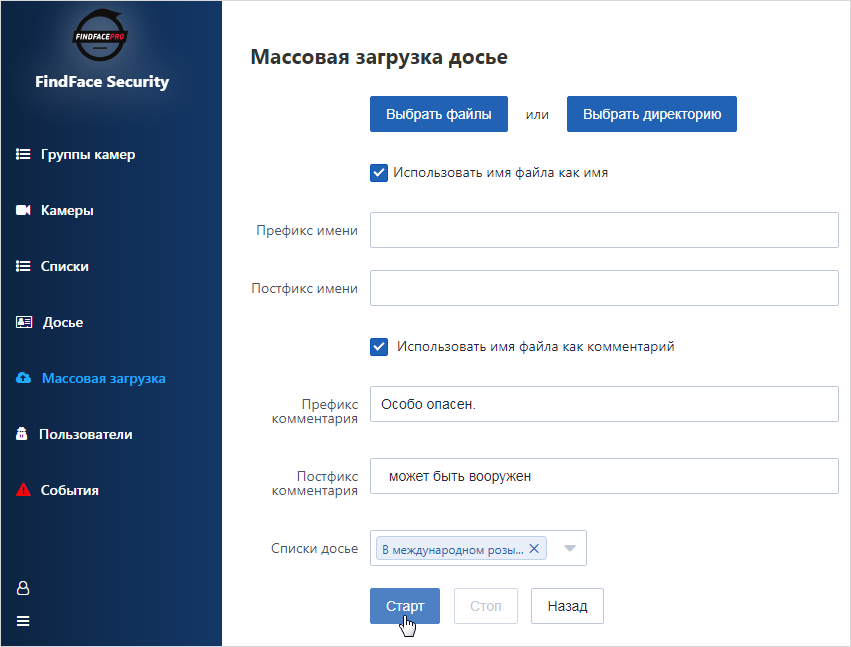 FINDFACEPRO
FindFace Security
Группы камер
Камеры
Списки
Досье
Массовая загрузка
Пользователи
События
Массовая загрузка досье
Выбрать файлы или Выбрать директорию
Использовать имя файла как имя
Префикс имени
Постфикс имени
Использовать имя файла как комментарий
Префикс
комментария
Особо опасен.
Постфикс
комментария
может быть вооружен
Списки досье
В международном розы...
Старт Стоп Назад